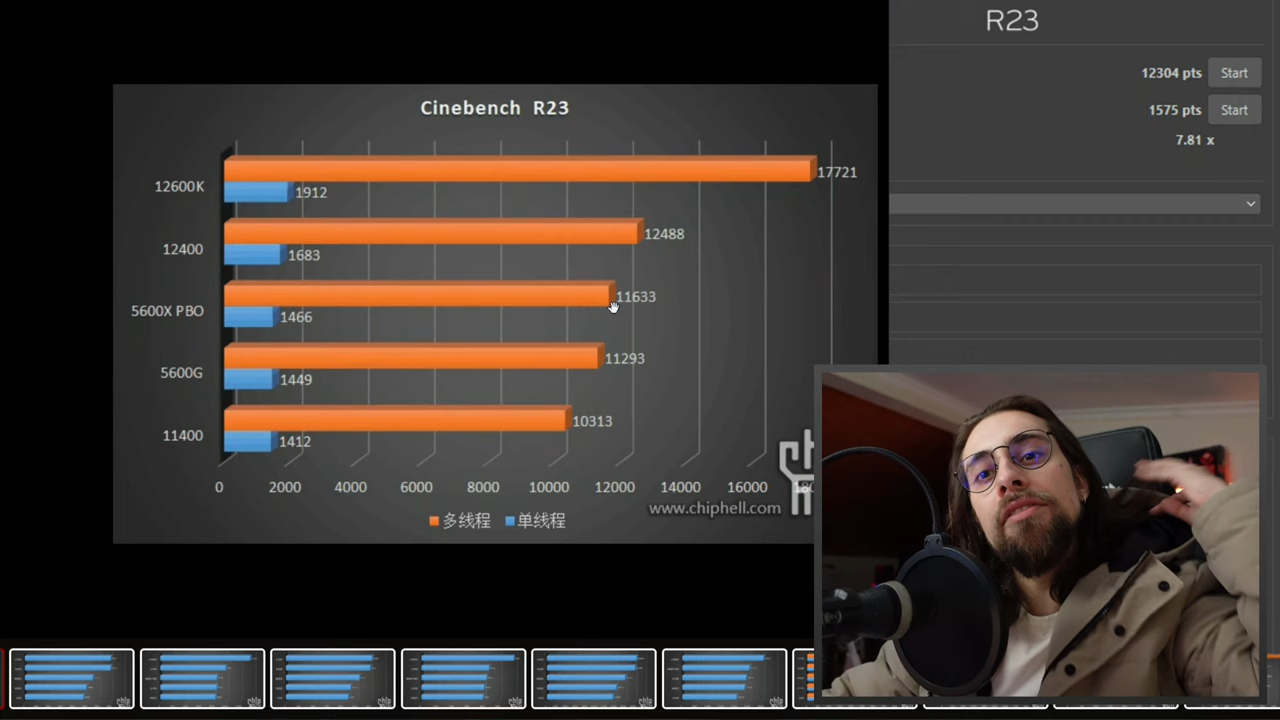 R23
12304 pts Start
1575 pts Start
7.81 x
Cinebench R23
12600K 17721
1912
12400 12488
1683
5600X PBO 11633
1466
5600G 11293
1449
11400 10313
1412
0 2000 4000 6000 8000 10000 12000 14000 16000
www.chiphell.com
多线程 单线程